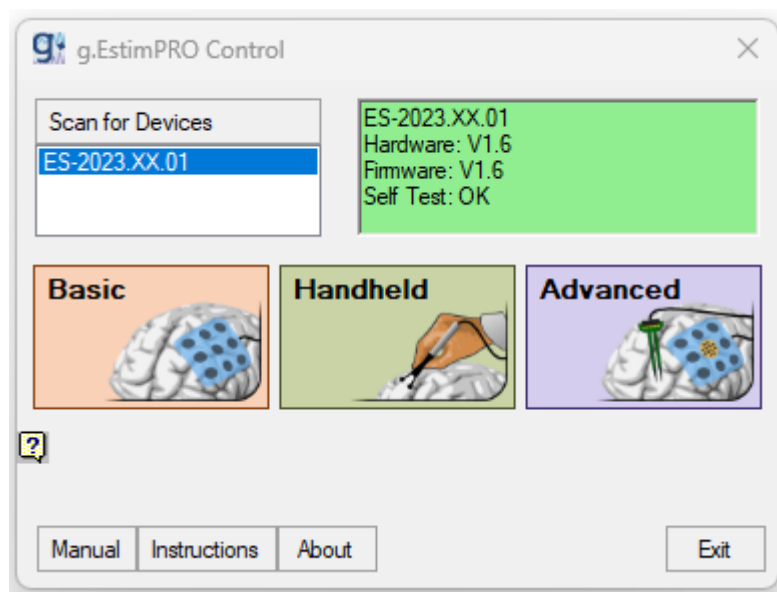 g.EstimPRO Control
Scan for Devices
ES-2023.XX.01
ES-2023.XX.01
Hardware: V1.6
Firmware: V1.6
Self Test: OK
Basic
Handheld
Advanced
?
Manual
Instructions
About
Exit